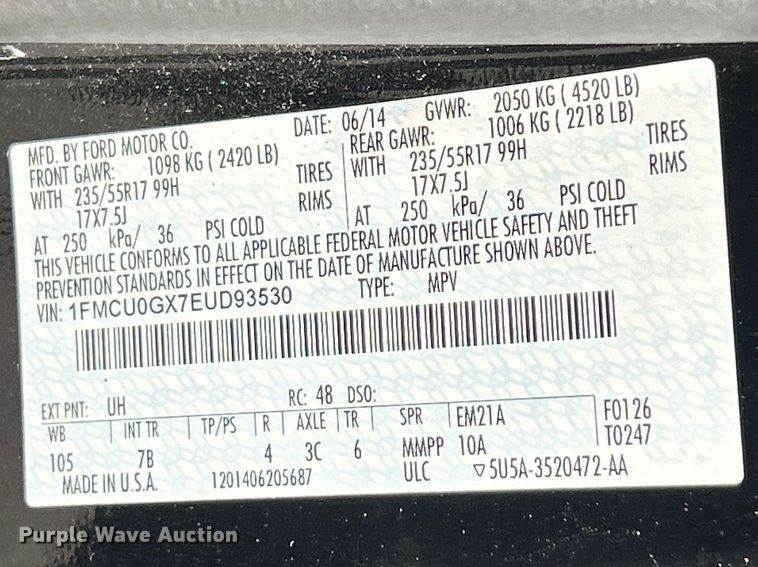 MFD. BY FORD MOTOR CO. DATE: 06/14 GVWR: 2050 KG ( 4520 LB)
FRONT GAWR: 1098 KG ( 2420 LB) REAR GAWR: 1006 KG ( 2218 LB)
WITH 235/55R17 99H TIRES WITH 235/55R17 99H TIRES
17X7.5J RIMS 17X7.5J RIMS
AT 250 kPa/ 36 PSI COLD AT 250 kPa/ 36 PSI COLD
THIS VEHICLE CONFORMS TO ALL APPLICABLE FEDERAL MOTOR VEHICLE SAFETY AND THEFT
PREVENTION STANDARDS IN EFFECT ON THE DATE OF MANUFACTURE SHOWN ABOVE.
VIN: 1FMCU0GX7EUD93530 TYPE: MPV
EXT PNT: UH RC: 48 DSO:
WB INT TR TP/PS R AXLE TR SPR EM21A F0126
105 7B 4 3C 6 MMPP 10A T0247
MADE IN U.S.A. 1201406205687 ULC ▽5U5A-3520472-AA
Purple Wave Auction